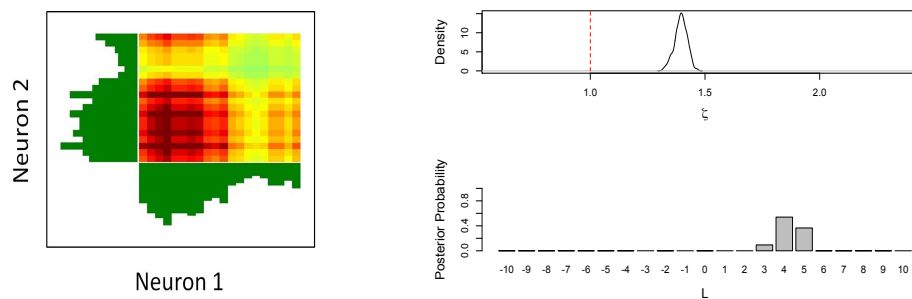 Neuron 2
Neuron 1
Density
0 5 10 15
1.0 1.5 2.0
ζ
Posterior Probability
0.0 0.4 0.8
-10 -9 -8 -7 -6 -5 -4 -3 -2 -1 0 1 2 3 4 5 6 7 8 9 10
L